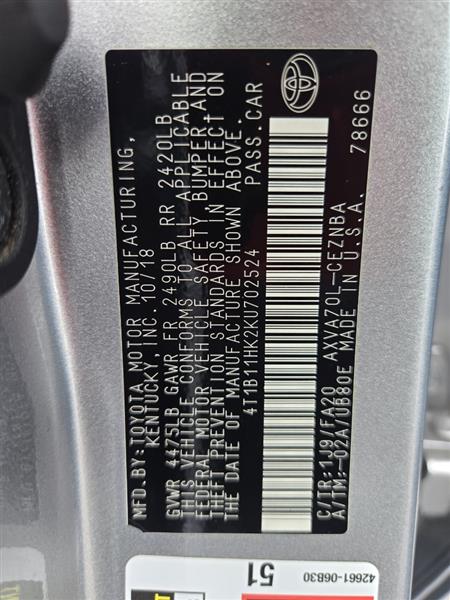 MFD.BY:TOYOTA MOTOR MANUFACTURING,
KENTUCKY, INC. 10/18
GVWR 4475LB GAWR FR 2490LB RR 2420LB
THIS VEHICLE CONFORMS TO ALL APPLICABLE
FEDERAL MOTOR VEHICLE SAFETY, BUMPER,AND
THEFT PREVENTION STANDARDS IN EFFECT ON
THE DATE OF MANUFACTURE SHOWN ABOVE.
4T1B11HK2KU702524 PASS.CAR
C/TR:1J9/FA20 AXVA70L-CEZNBA
A/TM:-02A/UB80E MADE IN U.S.A.
78666
42661-06B30
51